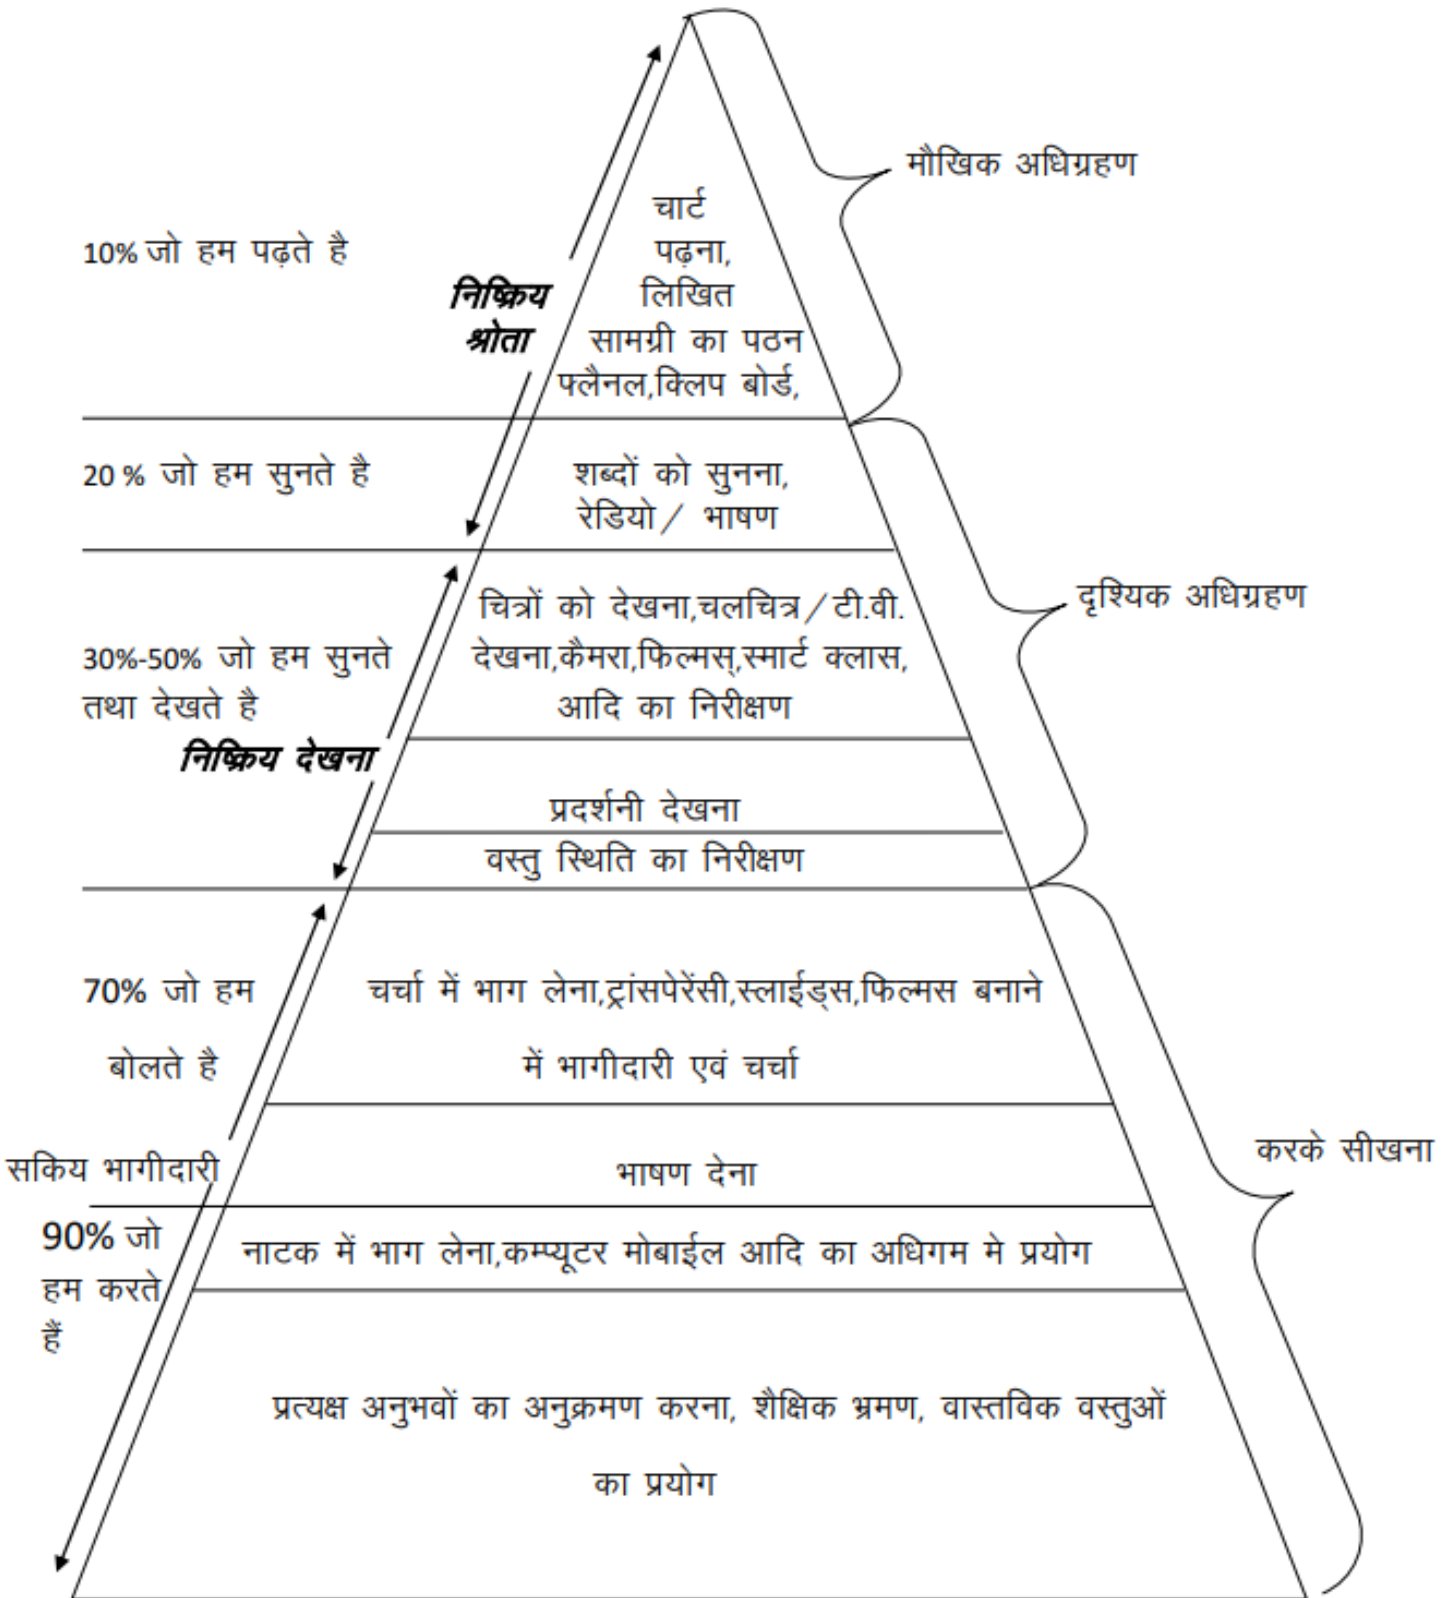 मौखिक अधिग्रहण
चार्ट
10% जो हम पढ़ते है
पढ़ना,
निष्क्रिय
लिखित
श्रोता
सामग्री का पठन
फ्लैनल,क्लिप बोर्ड,
20 % जो हम सुनते है
शब्दों को सुनना,
रेडियो / भाषण
चित्रों को देखना,चलचित्र / टी.वी.
दृश्यिक अधिग्रहण
30%-50% जो हम सुनते
देखना,कैमरा,फिल्मस्,स्मार्ट क्लास,
तथा देखते है
आदि का निरीक्षण
निष्क्रिय देखना
प्रदर्शनी देखना
वस्तु स्थिति का निरीक्षण
70% जो हम
चर्चा में भाग लेना,ट्रांसपेरेंसी,स्लाईड्स,फिल्मस बनाने
बोलते है
में भागीदारी एवं चर्चा
करके सीखना
सकिय भागीदारी
भाषण देना
90% जो
नाटक में भाग लेना,कम्प्यूटर मोबाईल आदि का अधिगम मे प्रयोग
हम करते
हैं
प्रत्यक्ष अनुभवों का अनुक्रमण करना, शैक्षिक भ्रमण, वास्तविक वस्तुओं
का प्रयोग